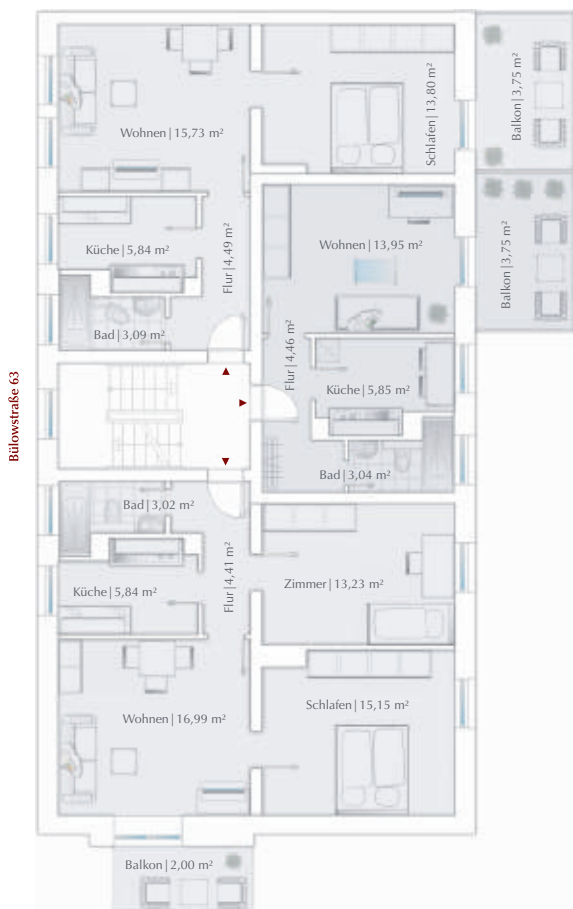 Wohnen | 15,73 m²
Schlafen | 13,80 m²
Balkon | 3,75 m²
Küche | 5,84 m²
Flur | 4,49 m²
Wohnen | 13,95 m²
Balkon | 3,75 m²
Bad | 3,09 m²
Flur | 4,46 m²
Küche | 5,85 m²
Bülowstraße 63
Bad | 3,04 m²
Bad | 3,02 m²
Küche | 5,84 m²
Flur | 4,41 m²
Zimmer | 13,23 m²
Wohnen | 16,99 m²
Schlafen | 15,15 m²
Balkon | 2,00 m²